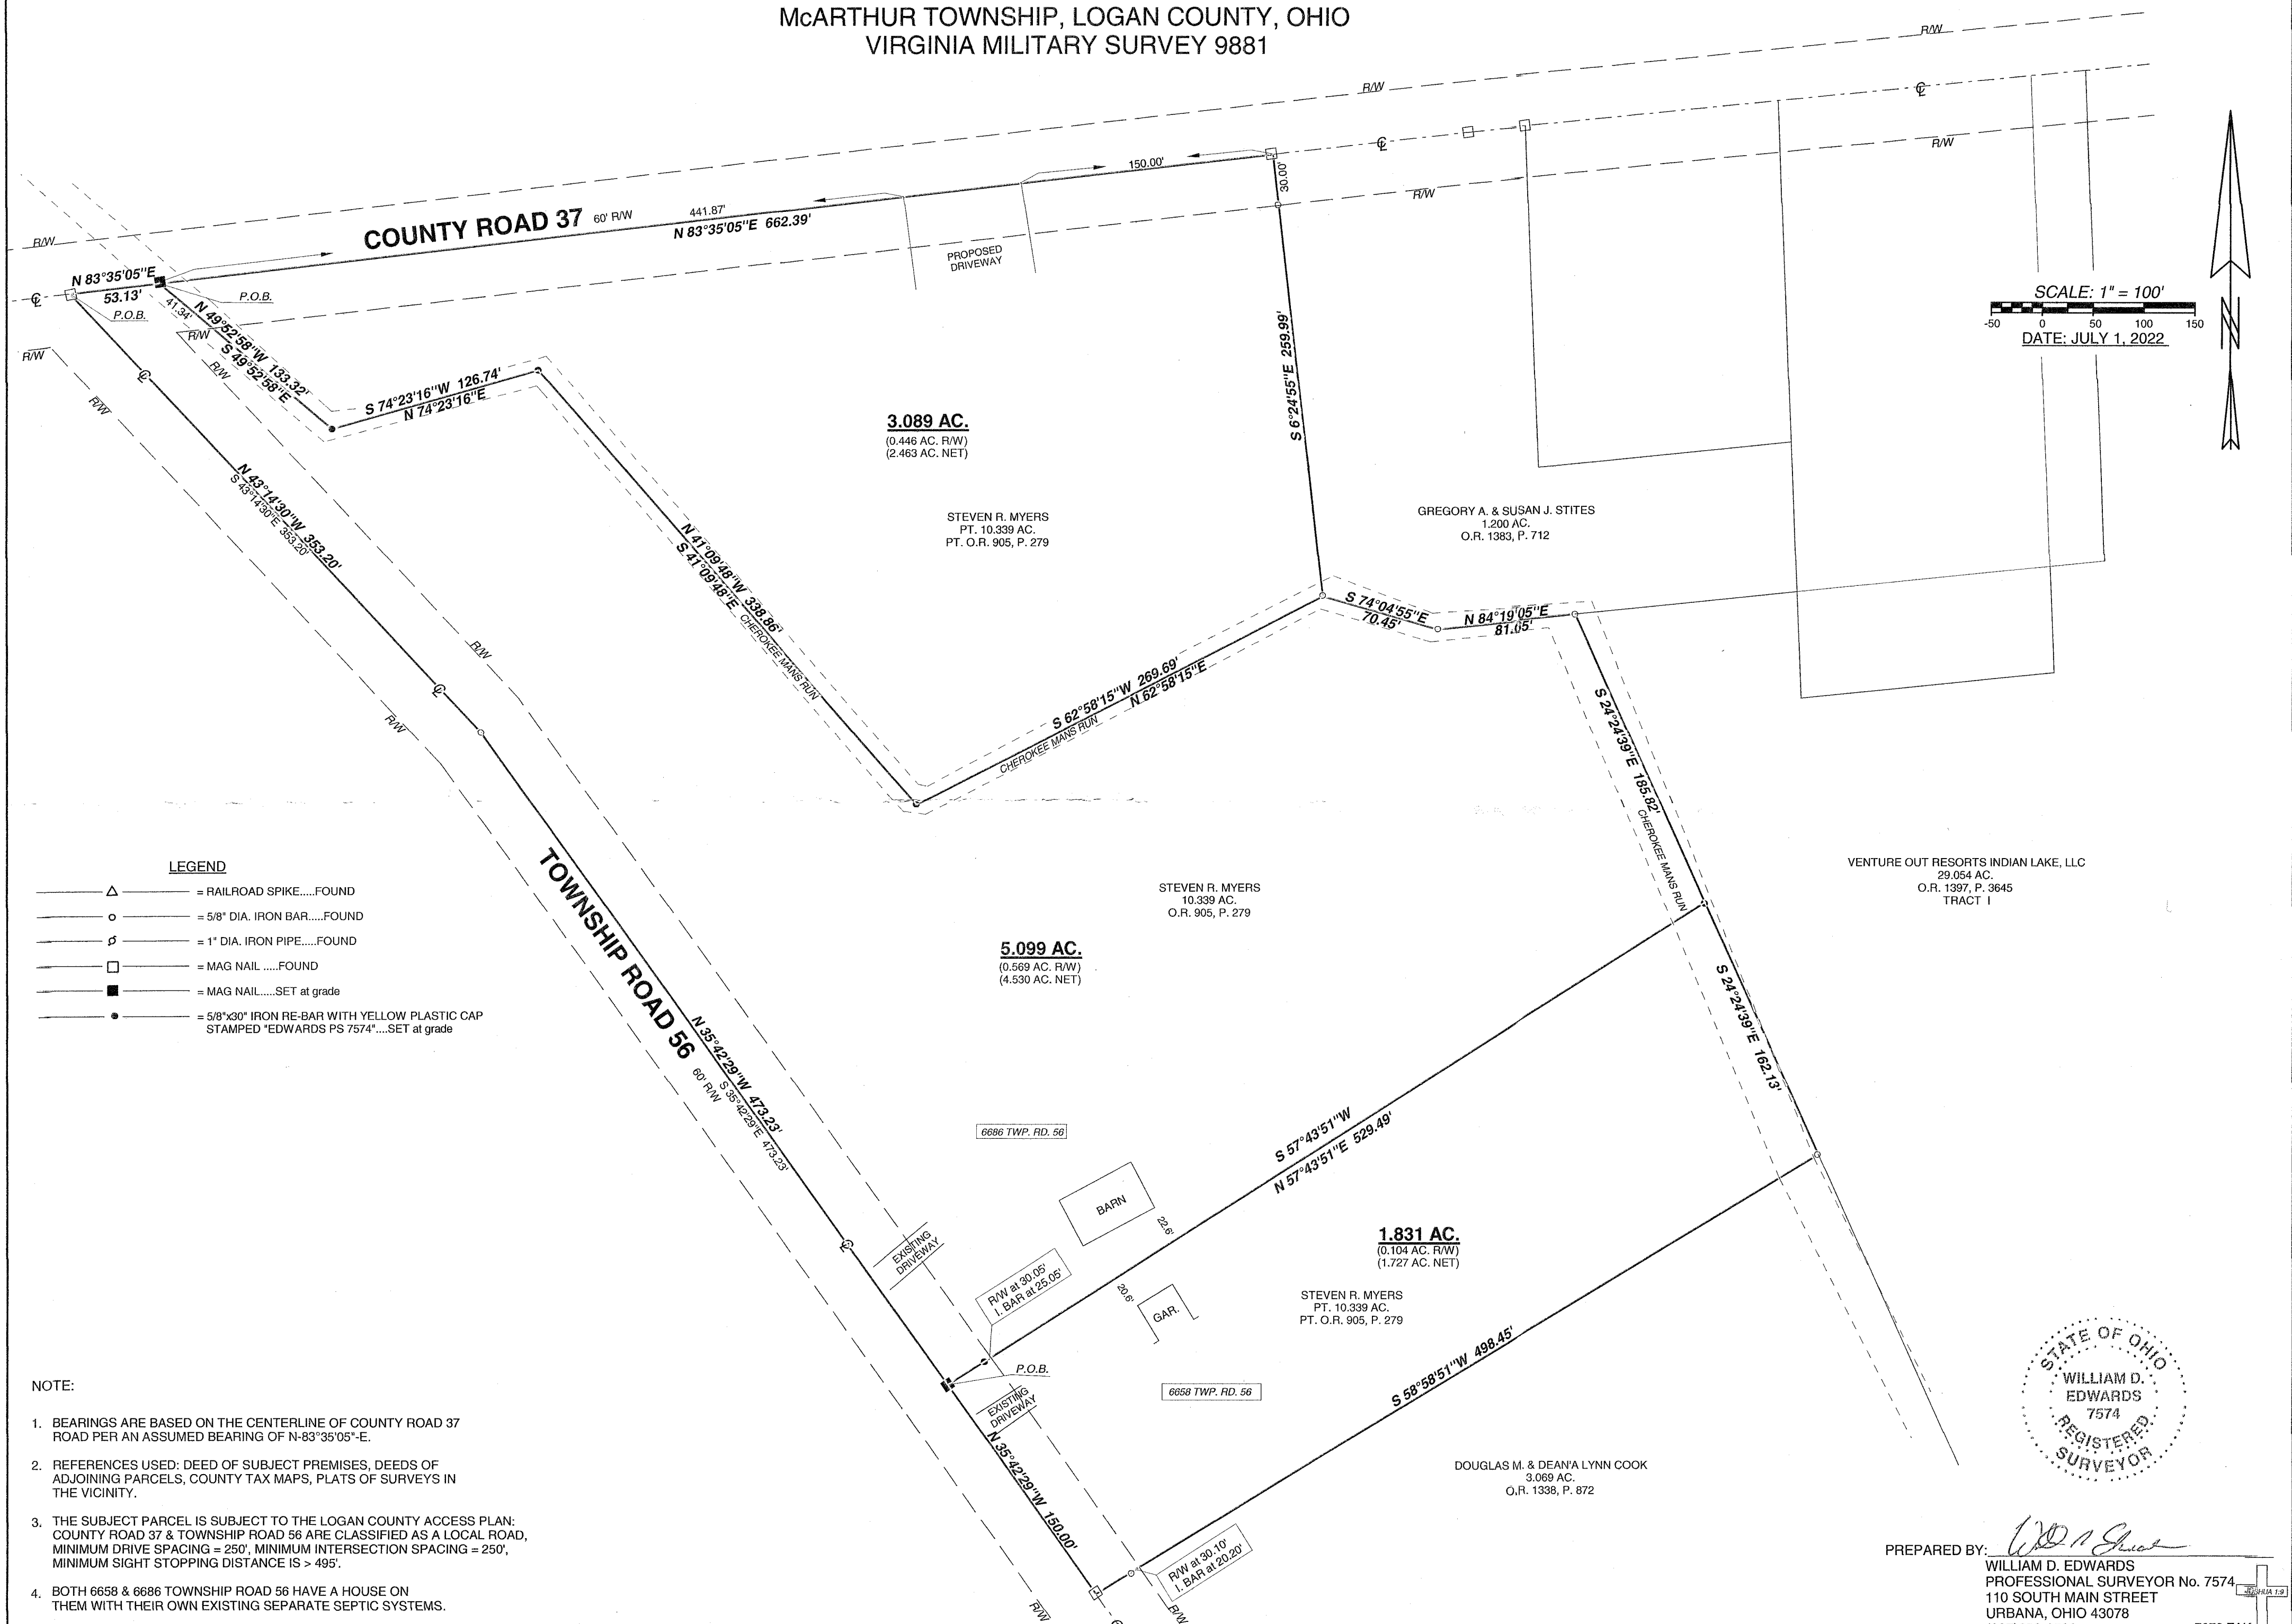 McARTHUR TOWNSHIP, LOGAN COUNTY, OHIO
VIRGINIA MILITARY SURVEY 9881
R/W
R/W
R/W
R/W
R/W
R/W
R/W
R/W
R/W
R/W
R/W
R/W
R/W
R/W
COUNTY ROAD 37 60' R/W
441.87'
N 83°35'05"E 662.39'
150.00'
30.00'
PROPOSED
DRIVEWAY
N 83°35'05"E
53.13'
P.O.B.
P.O.B.
41.34'
N 49°52'58"W 133.32'
S 49°52'58"E
S 74°23'16"W 126.74'
N 74°23'16"E
S 6°24'55"E 259.99'
SCALE: 1" = 100'
-50 0 50 100 150
DATE: JULY 1, 2022
N
3.089 AC.
(0.446 AC. R/W)
(2.463 AC. NET)
STEVEN R. MYERS
PT. 10.339 AC.
PT. O.R. 905, P. 279
GREGORY A. & SUSAN J. STITES
1.200 AC.
O.R. 1383, P. 712
N 43°14'30"W 353.20'
S 43°14'30"E 353.20'
N 41°09'48"W 338.86'
S 41°09'48"E
CHEROKEE MANS RUN
S 62°58'15"W 269.69'
N 62°58'15"E
CHEROKEE MANS RUN
S 74°04'55"E
70.45'
N 84°19'05"E
81.05'
S 24°24'39"E 185.82'
CHEROKEE MANS RUN
S 24°24'39"E 162.13'
VENTURE OUT RESORTS INDIAN LAKE, LLC
29.054 AC.
O.R. 1397, P. 3645
TRACT I
LEGEND
= RAILROAD SPIKE.....FOUND
= 5/8" DIA. IRON BAR.....FOUND
= 1" DIA. IRON PIPE.....FOUND
= MAG NAIL .....FOUND
= MAG NAIL.....SET at grade
= 5/8"x30" IRON RE-BAR WITH YELLOW PLASTIC CAP
STAMPED "EDWARDS PS 7574"....SET at grade
STEVEN R. MYERS
10.339 AC.
O.R. 905, P. 279
5.099 AC.
(0.569 AC. R/W)
(4.530 AC. NET)
TOWNSHIP ROAD 56 60' R/W
N 35°42'29"W 473.23'
S 35°42'29"E 473.23'
6686 TWP. RD. 56
BARN
22.6'
S 57°43'51"W
N 57°43'51"E 529.49'
EXISTING
DRIVEWAY
R/W at 30.05'
I. BAR at 25.05'
20.6'
GAR.
1.831 AC.
(0.104 AC. R/W)
(1.727 AC. NET)
STEVEN R. MYERS
PT. 10.339 AC.
PT. O.R. 905, P. 279
P.O.B.
EXISTING
DRIVEWAY
6658 TWP. RD. 56
S 58°58'51"W 498.45'
N 35°42'29"W 150.00'
DOUGLAS M. & DEAN'A LYNN COOK
3.069 AC.
O.R. 1338, P. 872
R/W at 30.10'
I. BAR at 20.20'
R/W
R/W
NOTE:
1. BEARINGS ARE BASED ON THE CENTERLINE OF COUNTY ROAD 37
ROAD PER AN ASSUMED BEARING OF N-83°35'05"-E.
2. REFERENCES USED: DEED OF SUBJECT PREMISES, DEEDS OF
ADJOINING PARCELS, COUNTY TAX MAPS, PLATS OF SURVEYS IN
THE VICINITY.
3. THE SUBJECT PARCEL IS SUBJECT TO THE LOGAN COUNTY ACCESS PLAN:
COUNTY ROAD 37 & TOWNSHIP ROAD 56 ARE CLASSIFIED AS A LOCAL ROAD,
MINIMUM DRIVE SPACING = 250', MINIMUM INTERSECTION SPACING = 250',
MINIMUM SIGHT STOPPING DISTANCE IS > 495'.
4. BOTH 6658 & 6686 TOWNSHIP ROAD 56 HAVE A HOUSE ON
THEM WITH THEIR OWN EXISTING SEPARATE SEPTIC SYSTEMS.
STATE OF OHIO
WILLIAM D.
EDWARDS
7574
REGISTERED
SURVEYOR
PREPARED BY:
WILLIAM D. EDWARDS
PROFESSIONAL SURVEYOR No. 7574
110 SOUTH MAIN STREET
URBANA, OHIO 43078
JOSHUA 1:9